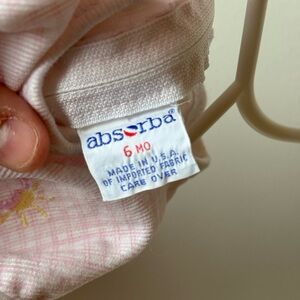 absorba®
6 MO
MADE IN U.S.A.
OF IMPORTED FABRIC
CARE OVER